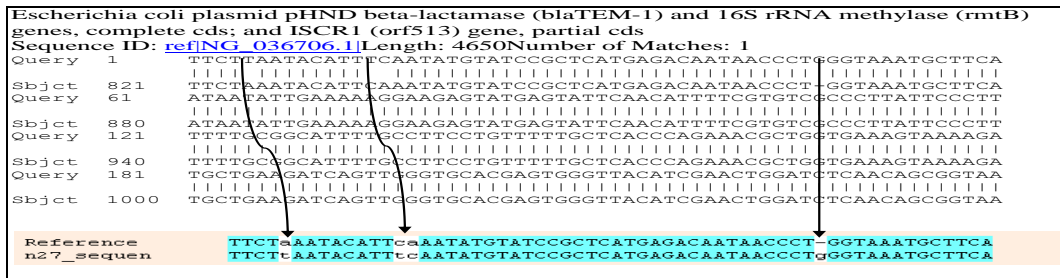 Escherichia coli plasmid pHND beta-lactamase (blaTEM-1) and 16S rRNA methylase (rmtB)
genes, complete cds; and ISCR1 (orf513) gene, partial cds
Sequence ID: ref|NG_036706.1|Length: 4650Number of Matches: 1
Query 1 TTCTTAATACATTTCAATATGTATCCGCTCATGAGACAATAACCCTGGGTAAATGCTTCA
Sbjct 821 TTCTAAATACATTCAAATATGTATCCGCTCATGAGACAATAACCCT-GGTAAATGCTTCA
Query 61 ATAATATTGAAAAAGGAAGAGTATGAGTATTCAACATTTTCGTGTCGCCCTTATTCCCTT
Sbjct 880 ATAATATTGAAAAAGGAAGAGTATGAGTATTCAACATTTTCGTGTCGCCCTTATTCCCTT
Query 121 TTTTGCGGCATTTTGCCTTCCTGTTTTTGCTCACCCAGAAACGCTGGTGAAAGTAAAAGA
Sbjct 940 TTTTGCGGCATTTTGCCTTCCTGTTTTTGCTCACCCAGAAACGCTGGTGAAAGTAAAAGA
Query 181 TGCTGAAGATCAGTTGGGTGCACGAGTGGGTTACATCGAACTGGATCTCAACAGCGGTAA
Sbjct 1000 TGCTGAAGATCAGTTGGGTGCACGAGTGGGTTACATCGAACTGGATCTCAACAGCGGTAA
Reference TTCTaAATACATTcaAATATGTATCCGCTCATGAGACAATAACCCT-GGTAAATGCTTCA
n27_sequen TTCTtAATACATTtcAATATGTATCCGCTCATGAGACAATAACCCTgGGTAAATGCTTCA